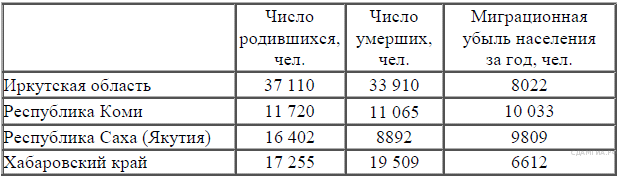 Число родившихся, чел. Число умерших, чел. Миграционная убыль населения за год, чел.
Иркутская область 37 110 33 910 8022
Республика Коми 11 720 11 065 10 033
Республика Саха (Якутия) 16 402 8892 9809
Хабаровский край 17 255 19 509 6612